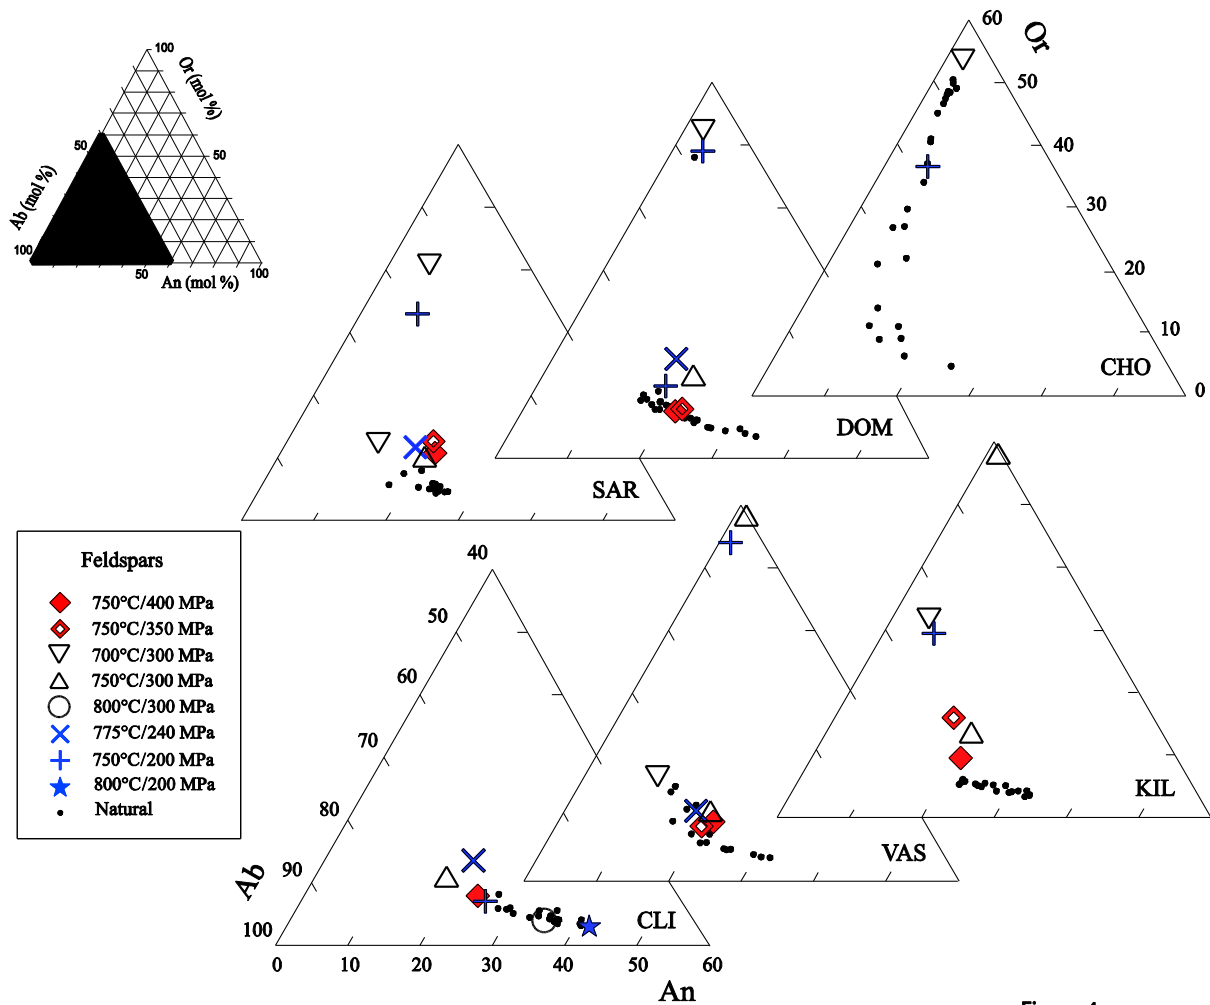 60
Or
100
Or (mol %)
50
50
50
Ab (mol %)
40
30
100
50
100
An (mol %)
20
10
CHO
0
DOM
SAR
Feldspars
750°C/400 MPa
750°C/350 MPa
700°C/300 MPa
750°C/300 MPa
800°C/300 MPa
775°C/240 MPa
750°C/200 MPa
800°C/200 MPa
Natural
40
50
60
70
80
90
100
Ab
KIL
VAS
CLI
0
10
20
30
40
50
60
An